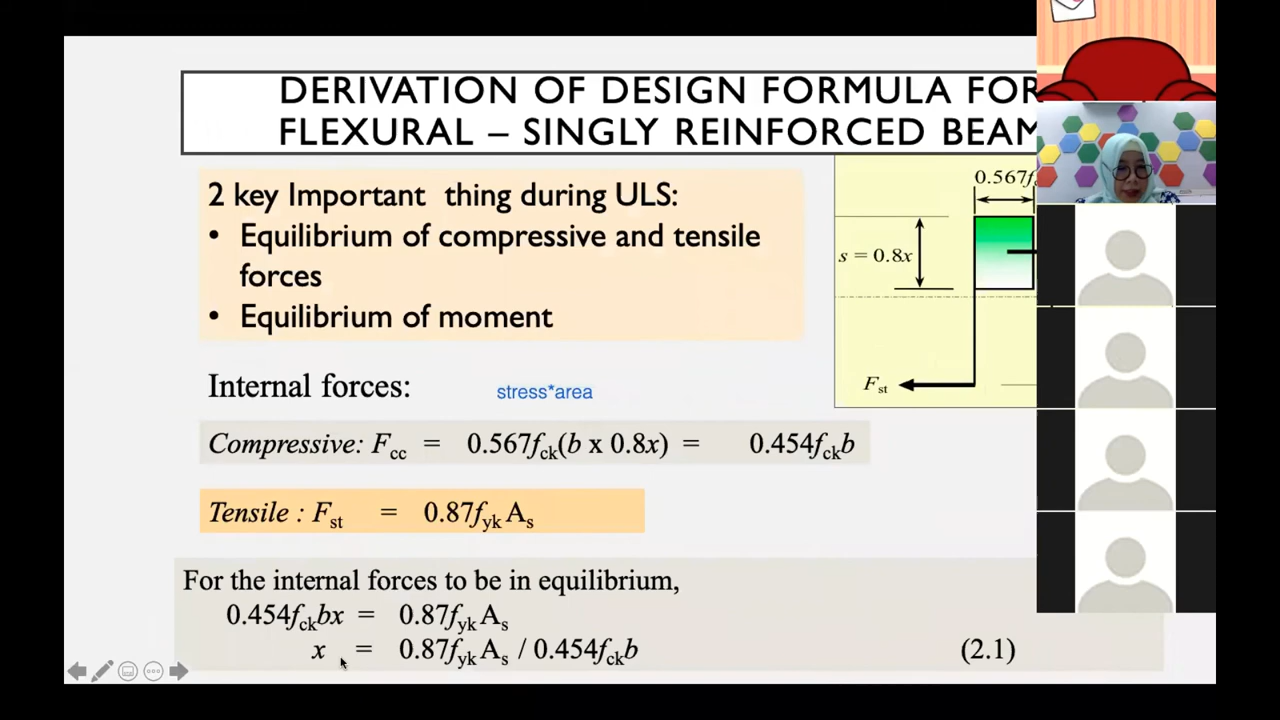 DERIVATION OF DESIGN FORMULA FOR
FLEXURAL – SINGLY REINFORCED BEAM
2 key Important thing during ULS:
• Equilibrium of compressive and tensile
forces
• Equilibrium of moment
0.567f
s = 0.8x
Fst
Internal forces:
stress*area
Compressive: Fcc = 0.567fck(b x 0.8x) = 0.454fckb
Tensile : Fst = 0.87fykAs
For the internal forces to be in equilibrium,
0.454fckbx = 0.87fykAs
x = 0.87fykAs / 0.454fckb (2.1)